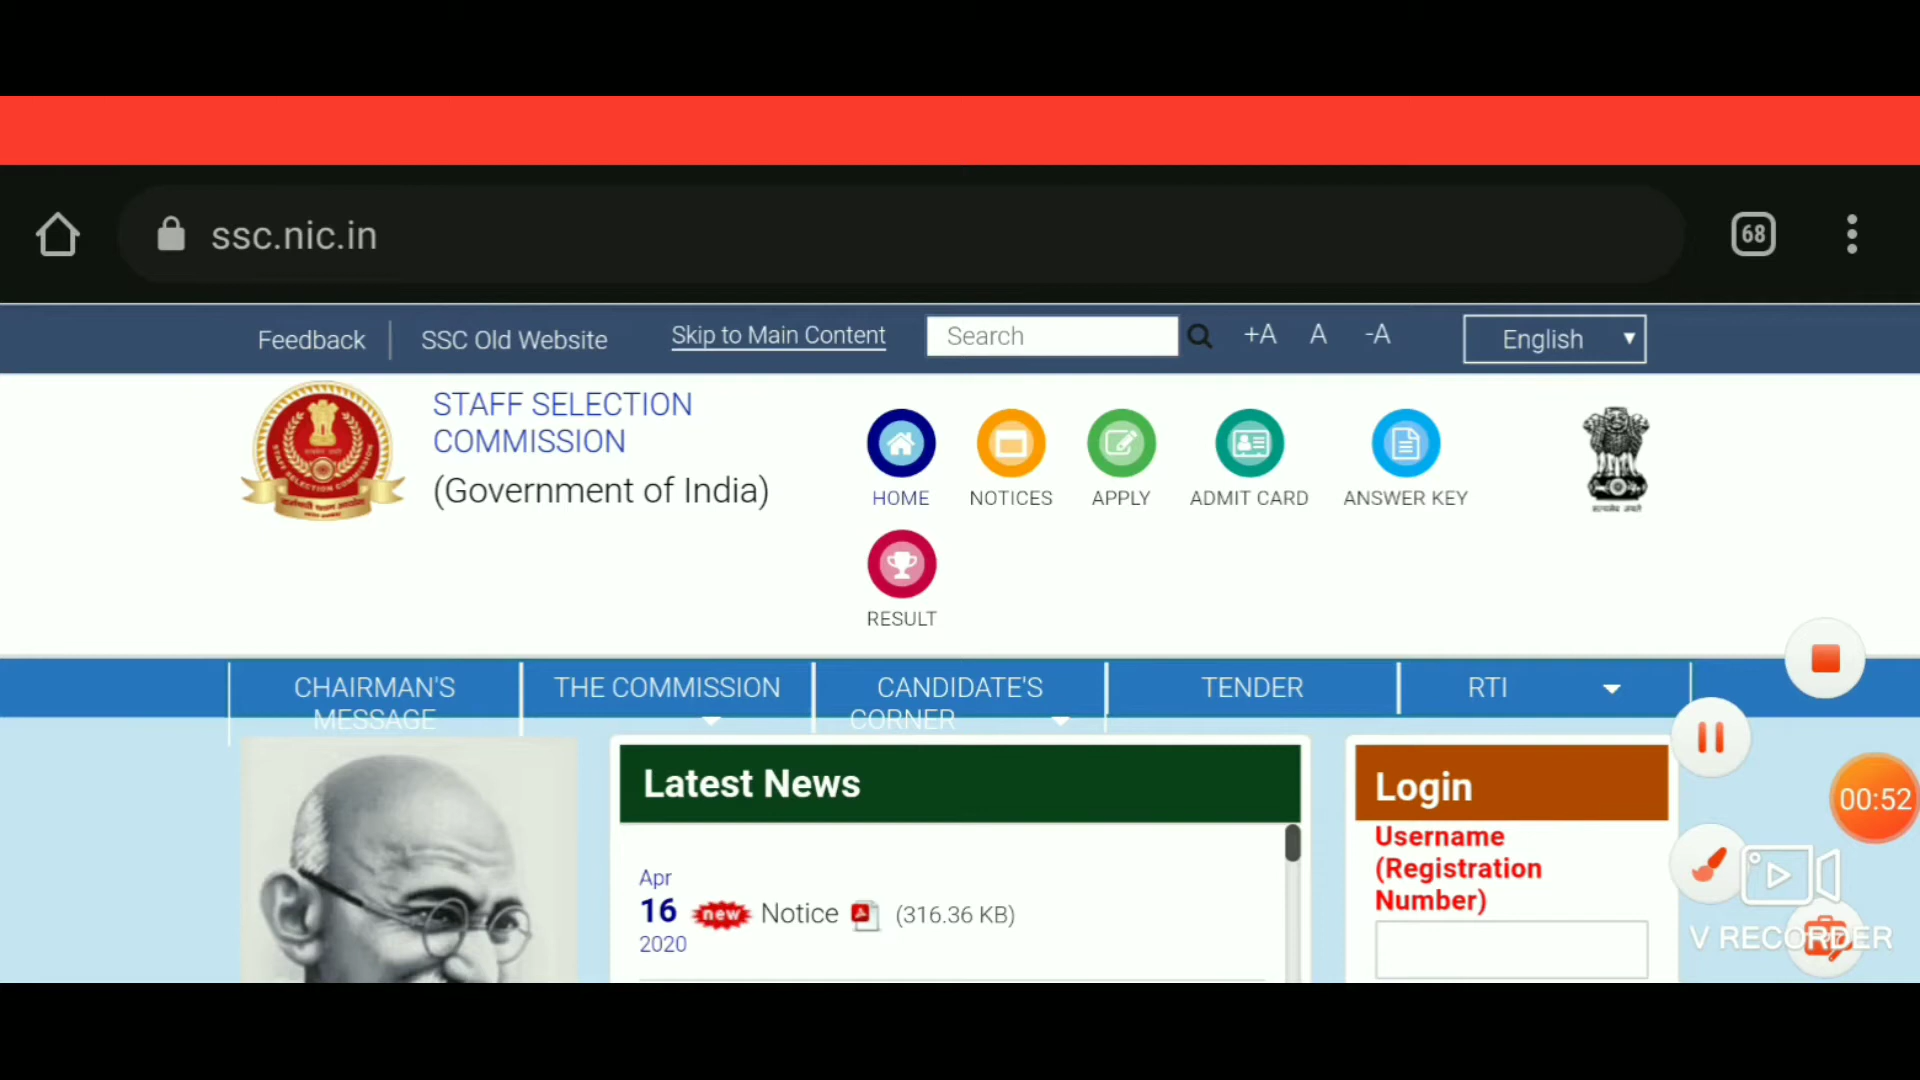 ssc.nic.in
68
Feedback
SSC Old Website
Skip to Main Content
Search
+A A -A
English
STAFF SELECTION
COMMISSION
(Government of India)
HOME
NOTICES
APPLY
ADMIT CARD
ANSWER KEY
RESULT
CHAIRMAN'S
MESSAGE
THE COMMISSION
CANDIDATE'S
CORNER
TENDER
RTI
Latest News
Apr
16
2020
new Notice (316.36 KB)
Login
Username
(Registration
Number)
00:52
V RECORDER